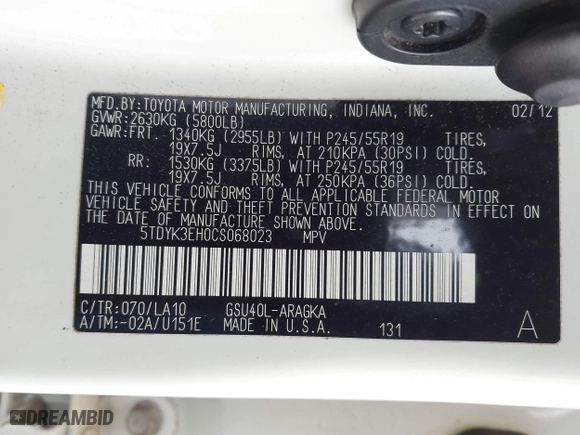 MFD.BY:TOYOTA MOTOR MANUFACTURING, INDIANA, INC. 02/12
GVWR:2630KG (5800LB)
GAWR:FRT. 1340KG (2955LB) WITH P245/55R19 TIRES,
19X7.5J RIMS, AT 210KPA (30PSI) COLD.
RR: 1530KG (3375LB) WITH P245/55R19 TIRES,
19X7.5J RIMS, AT 250KPA (36PSI) COLD.
THIS VEHICLE CONFORMS TO ALL APPLICABLE FEDERAL MOTOR
VEHICLE SAFETY AND THEFT PREVENTION STANDARDS IN EFFECT ON
THE DATE OF MANUFACTURE SHOWN ABOVE.
5TDYK3EH0CS068023 MPV
C/TR:070/LA10 GSU40L-ARAGKA
A/TM:-02A/U151E MADE IN U.S.A. 131 A
DREAMBID